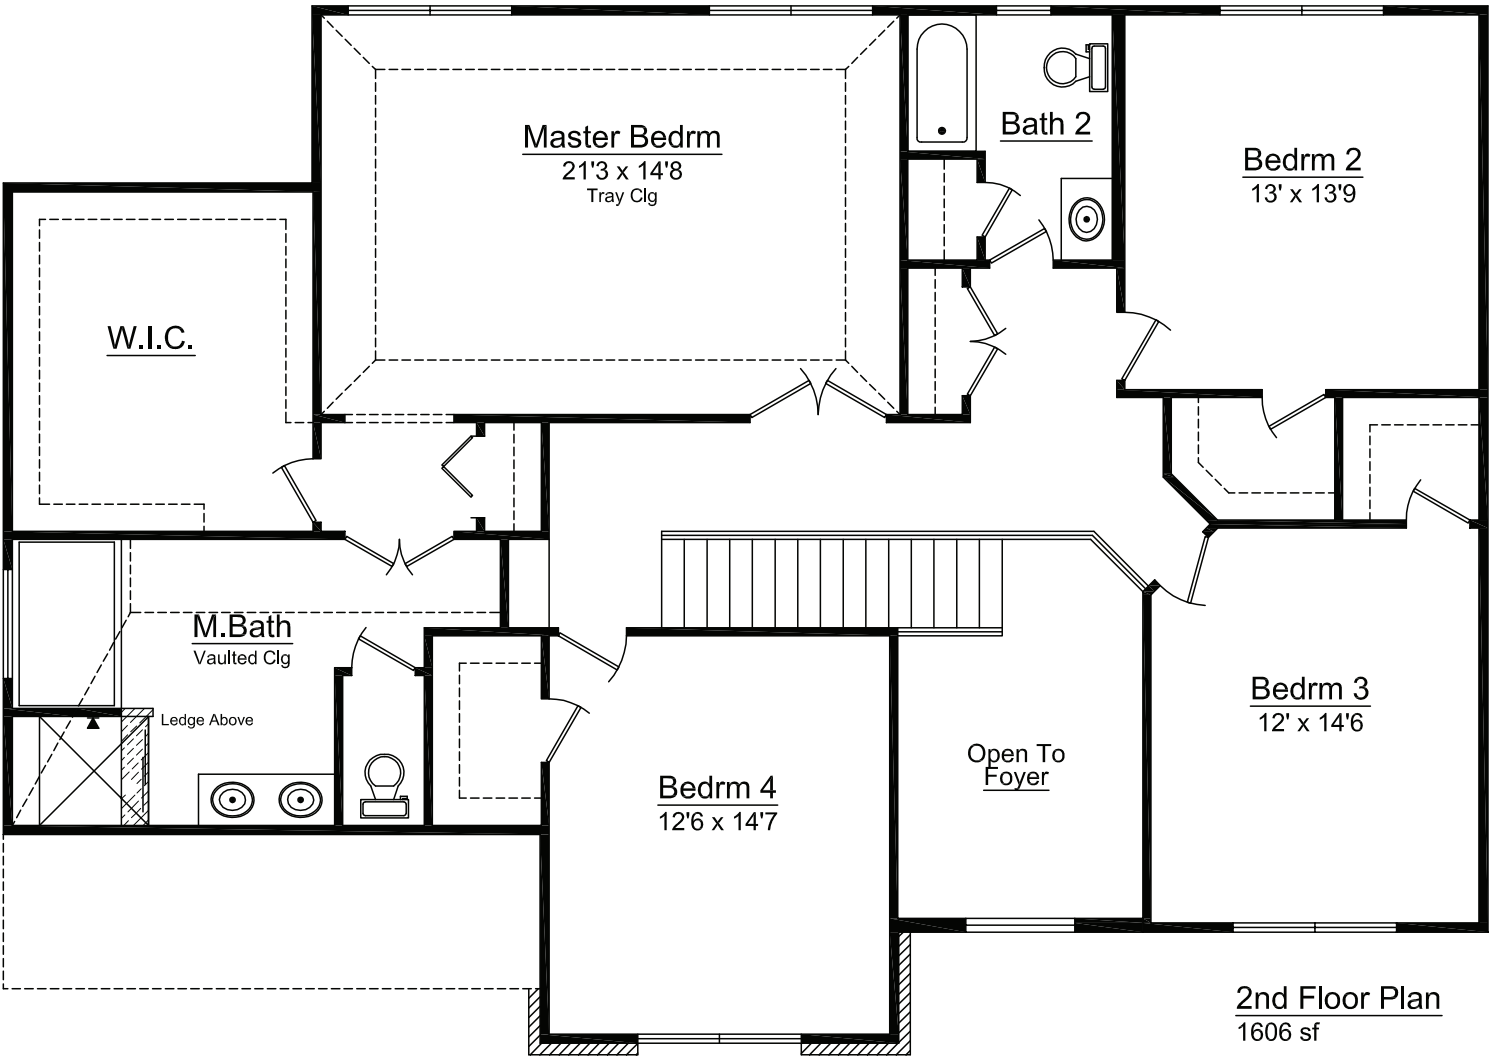 Master Bedrm
21'3 x 14'8
Tray Clg
Bath 2
Bedrm 2
13' x 13'9
W.I.C.
M.Bath
Vaulted Clg
Ledge Above
Bedrm 4
12'6 x 14'7
Open To
Foyer
Bedrm 3
12' x 14'6
2nd Floor Plan
1606 sf